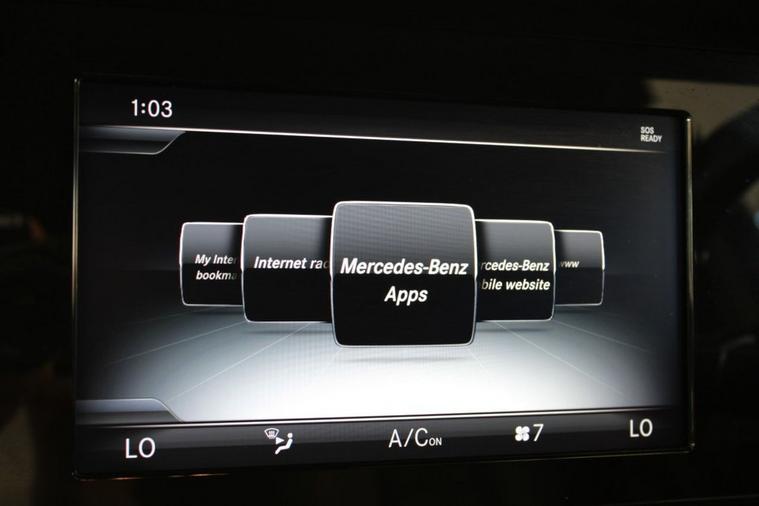 1:03
SOS
READY
My Inter
bookma
Internet rad
Mercedes-Benz
Apps
rcedes-Benz
bile website
www
LO
A/C ON
7
LO